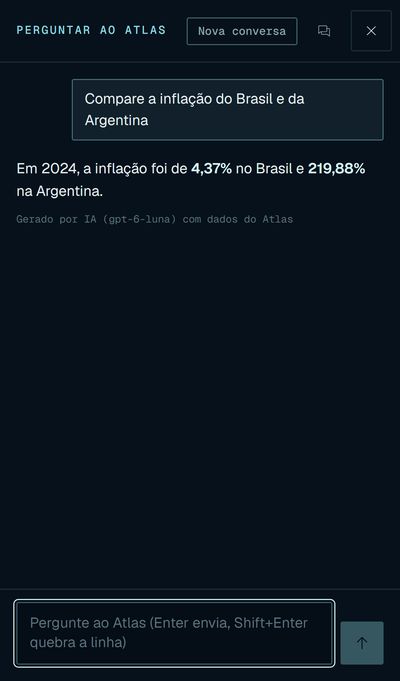 PERGUNTAR AO ATLAS
Nova conversa
Compare a inflação do Brasil e da
Argentina
Em 2024, a inflação foi de 4,37% no Brasil e 219,88%
na Argentina.
Gerado por IA (gpt-6-luna) com dados do Atlas
Pergunte ao Atlas (Enter envia, Shift+Enter
quebra a linha)